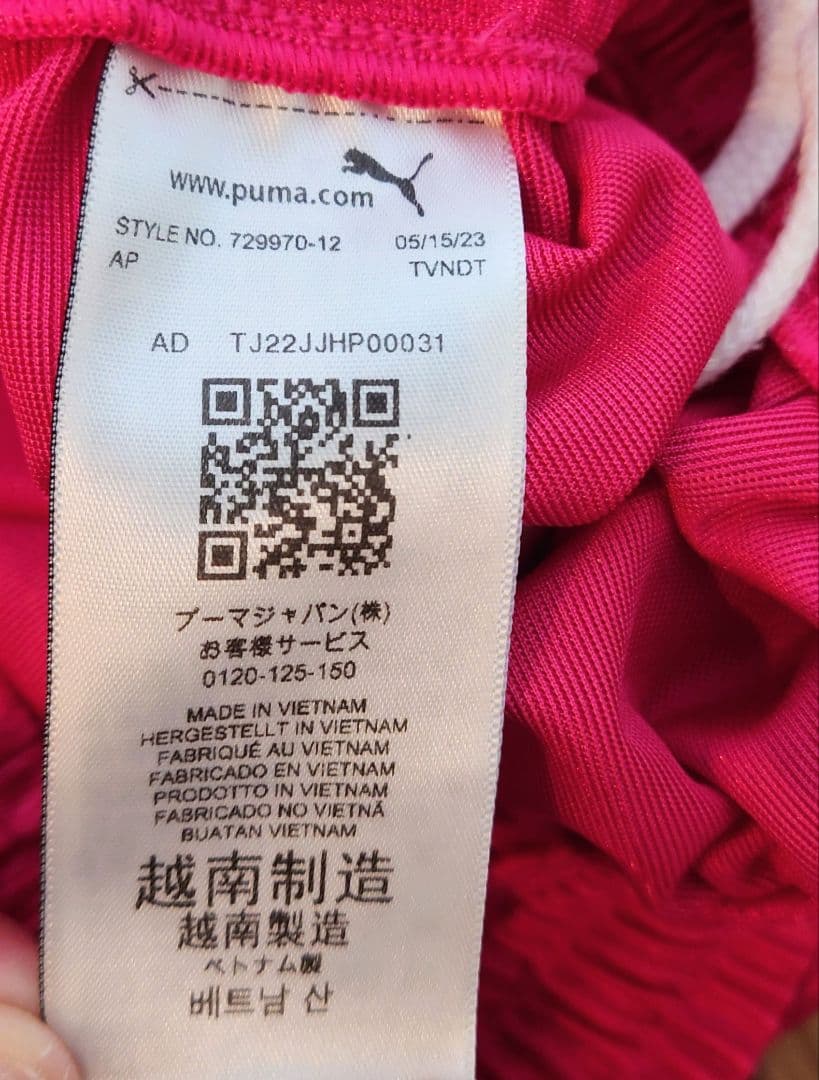 www.puma.com
STYLE NO. 729970-12 05/15/23
AP TVNDT
AD TJ22JJHP00031
プーマジャパン(株)
お客様サービス
0120-125-150
MADE IN VIETNAM
HERGESTELLT IN VIETNAM
FABRIQUÉ AU VIETNAM
FABRICADO EN VIETNAM
PRODOTTO IN VIETNAM
FABRICADO NO VIETNÃ
BUATAN VIETNAM
越南制造
越南製造
ベトナム製
베트남 산